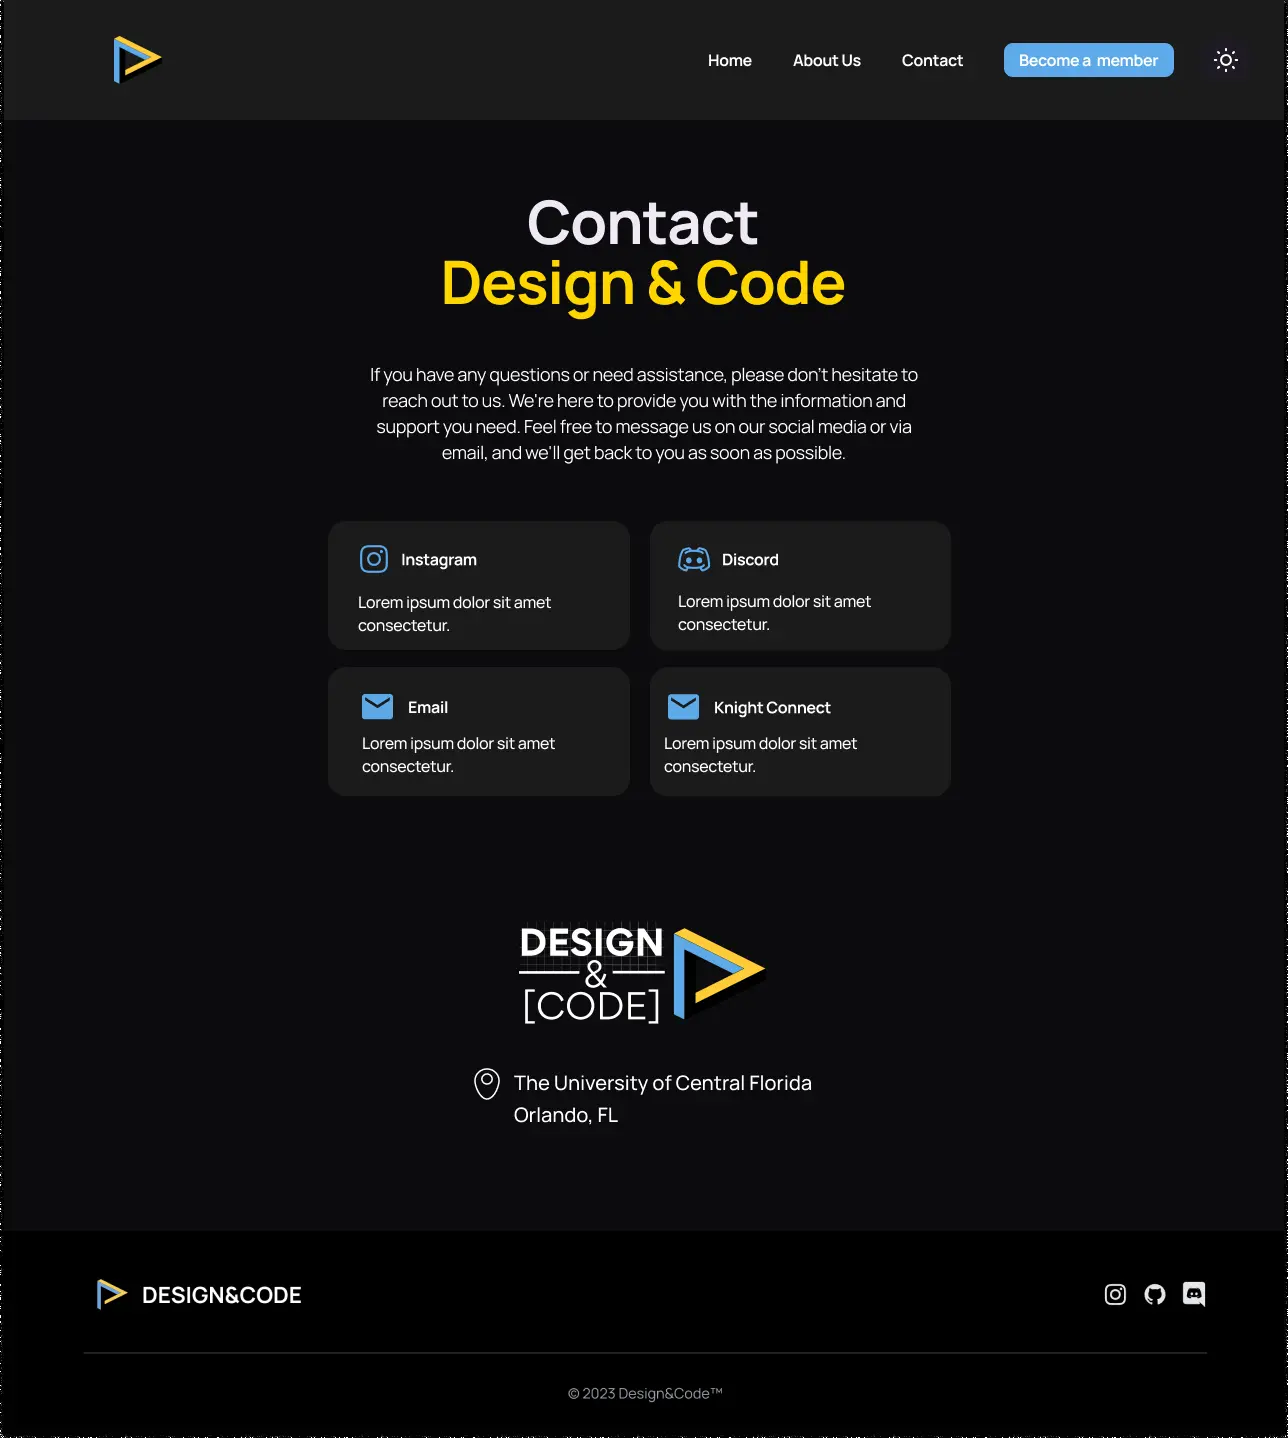 Home
About Us
Contact
Become a member
Contact
Design & Code
If you have any questions or need assistance, please don't hesitate to
reach out to us. We're here to provide you with the information and
support you need. Feel free to message us on our social media or via
email, and we'll get back to you as soon as possible.
Instagram
Lorem ipsum dolor sit amet
consectetur.
Discord
Lorem ipsum dolor sit amet
consectetur.
Email
Lorem ipsum dolor sit amet
consectetur.
Knight Connect
Lorem ipsum dolor sit amet
consectetur.
DESIGN
&
[CODE]
The University of Central Florida
Orlando, FL
DESIGN&CODE
© 2023 Design&Code™